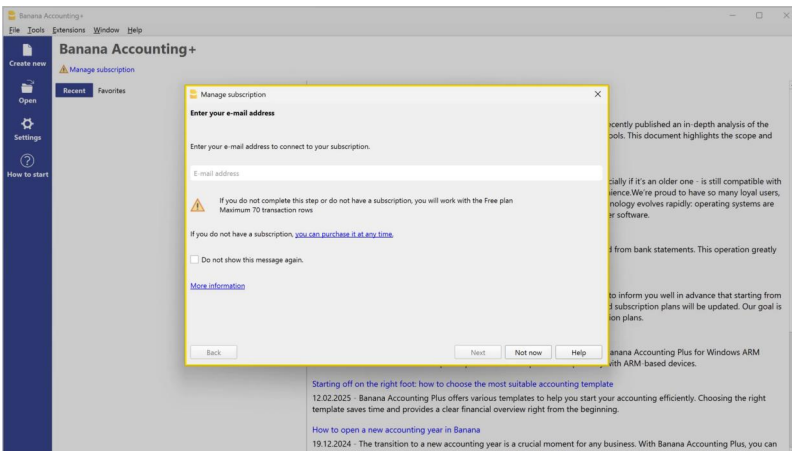 Banana Accounting+
File Tools Extensions Window Help
Create new
Open
Settings
How to start
Banana Accounting+
Manage subscription
Recent Favorites
Manage subscription
Enter your e-mail address
Enter your e-mail address to connect to your subscription.
E-mail address
If you do not complete this step or do not have a subscription, you will work with the Free plan
Maximum 70 transaction rows
If you do not have a subscription, you can purchase it at any time.
Do not show this message again.
More information
Back Next Not now Help
recently published an in-depth analysis of the
ools. This document highlights the scope and
cially if it's an older one - is still compatible with
nience.We're proud to have so many loyal users,
nology evolves rapidly: operating systems are
er software.
d from bank statements. This operation greatly
to inform you well in advance that starting from
d subscription plans will be updated. Our goal is
ion plans.
anana Accounting Plus for Windows ARM
with ARM-based devices.
Starting off on the right foot: how to choose the most suitable accounting template
12.02.2025 - Banana Accounting Plus offers various templates to help you start your accounting efficiently. Choosing the right
template saves time and provides a clear financial overview right from the beginning.
How to open a new accounting year in Banana
19.12.2024 - The transition to a new accounting year is a crucial moment for any business. With Banana Accounting Plus, you can